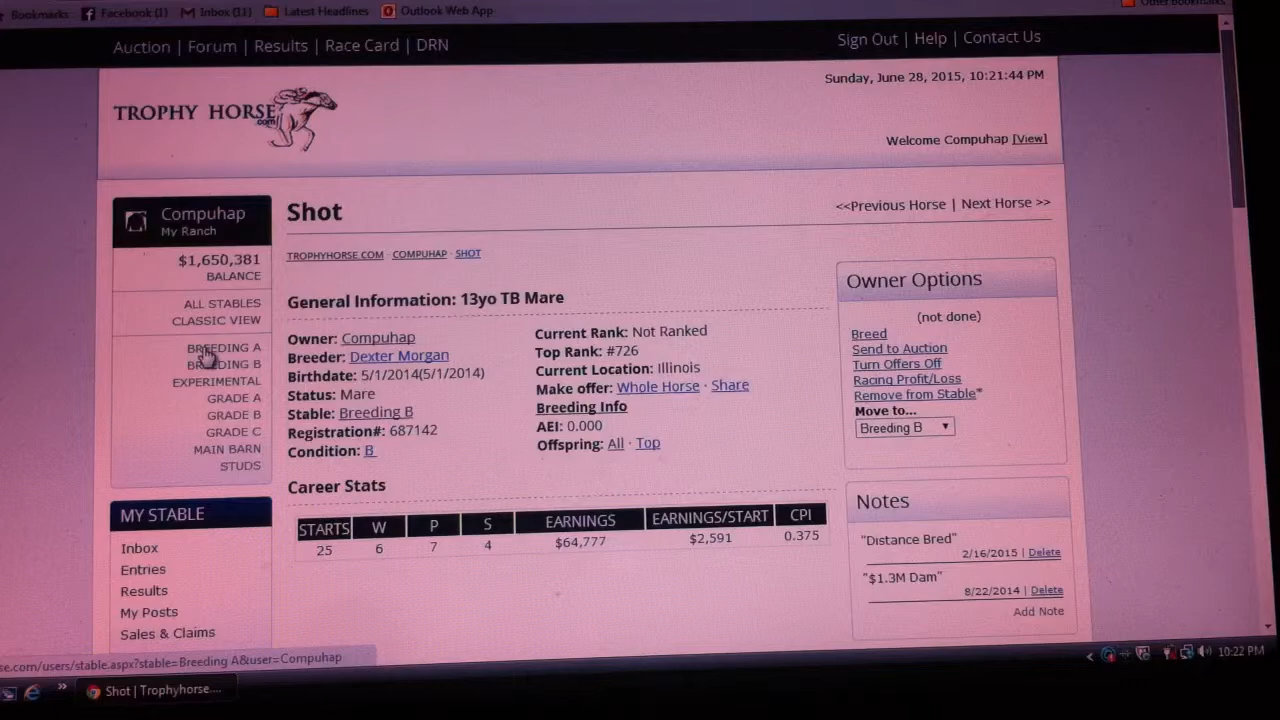 Bookmarks Facebook (1) Inbox (11) Latest Headlines Outlook Web App Other Bookmarks
Auction | Forum | Results | Race Card | DRN
Sign Out | Help | Contact Us
Sunday, June 28, 2015, 10:21:44 PM
TROPHY HORSE
.com
Welcome Compuhap [View]
Compuhap
My Ranch
$1,650,381
BALANCE
ALL STABLES
CLASSIC VIEW
BREEDING A
BREEDING B
EXPERIMENTAL
GRADE A
GRADE B
GRADE C
MAIN BARN
STUDS
MY STABLE
Inbox
Entries
Results
My Posts
Sales & Claims
Shot
<<Previous Horse | Next Horse >>
TROPHYHORSE.COM · COMPUHAP · SHOT
General Information: 13yo TB Mare
Owner: Compuhap
Breeder: Dexter Morgan
Birthdate: 5/1/2014(5/1/2014)
Status: Mare
Stable: Breeding B
Registration#: 687142
Condition: B
Current Rank: Not Ranked
Top Rank: #726
Current Location: Illinois
Make offer: Whole Horse · Share
Breeding Info
AEI: 0.000
Offspring: All · Top
Career Stats
STARTS W P S EARNINGS EARNINGS/START CPI
25 6 7 4 $64,777 $2,591 0.375
Owner Options
(not done)
Breed
Send to Auction
Turn Offers Off
Racing Profit/Loss
Remove from Stable*
Move to...
Breeding B
Notes
"Distance Bred"
2/16/2015 | Delete
"$1.3M Dam"
8/22/2014 | Delete
Add Note
se.com/users/stable.aspx?stable=Breeding A&user=Compuhap
Shot | Trophyhorse....
10:22 PM